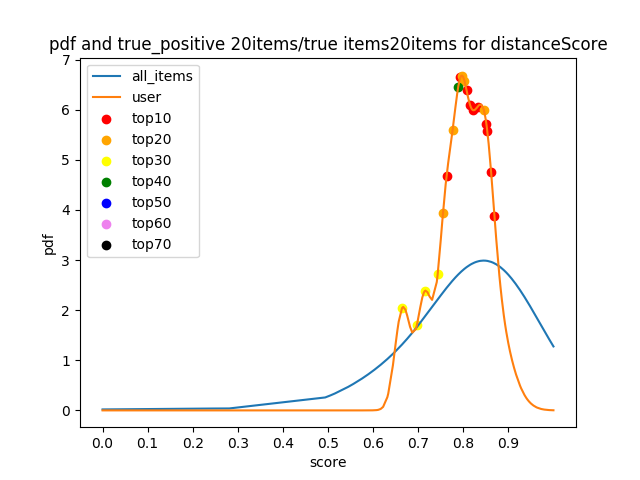 pdf and true_positive 20items/true items20items for distanceScore
7
6
5
4
3
2
1
0
pdf
all_items
user
top10
top20
top30
top40
top50
top60
top70
0.0 0.1 0.2 0.3 0.4 0.5 0.6 0.7 0.8 0.9
score